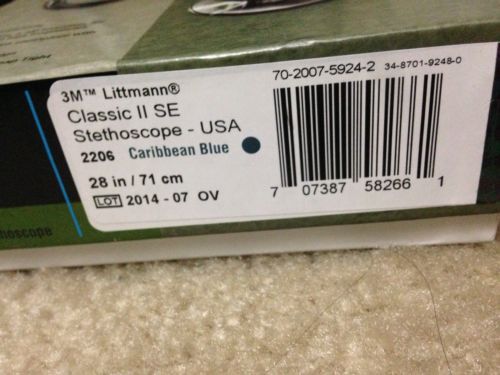 70-2007-5924-2 34-8701-9248-0
3M™ Littmann®
Classic II SE
Stethoscope - USA
2206 Caribbean Blue
28 in / 71 cm
LOT 2014 - 07 OV
7 07387 58266 1